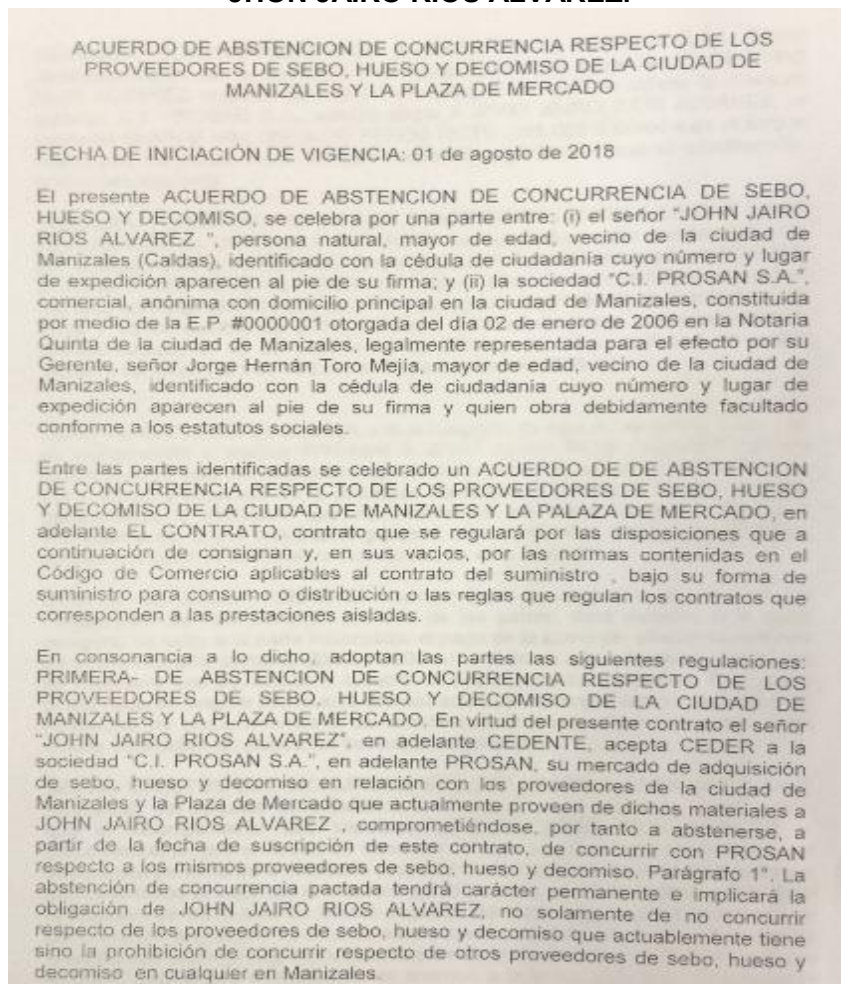 JHON JAIRO RIOS ALVAREZ.
ACUERDO DE ABSTENCION DE CONCURRENCIA RESPECTO DE LOS
PROVEEDORES DE SEBO, HUESO Y DECOMISO DE LA CIUDAD DE
MANIZALES Y LA PLAZA DE MERCADO
FECHA DE INICIACIÓN DE VIGENCIA: 01 de agosto de 2018
El presente ACUERDO DE ABSTENCION DE CONCURRENCIA DE SEBO,
HUESO Y DECOMISO, se celebra por una parte entre: (i) el señor "JOHN JAIRO
RIOS ALVAREZ ", persona natural, mayor de edad, vecino de la ciudad de
Manizales (Caldas), identificado con la cédula de ciudadanía cuyo número y lugar
de expedición aparecen al pie de su firma; y (ii) la sociedad "C.I. PROSAN S.A.",
comercial, anónima con domicilio principal en la ciudad de Manizales, constituida
por medio de la E.P. #0000001 otorgada del día 02 de enero de 2006 en la Notaria
Quinta de la ciudad de Manizales, legalmente representada para el efecto por su
Gerente, señor Jorge Hernán Toro Mejía, mayor de edad, vecino de la ciudad de
Manizales, identificado con la cédula de ciudadanía cuyo número y lugar de
expedición aparecen al pie de su firma y quien obra debidamente facultado
conforme a los estatutos sociales.
Entre las partes identificadas se celebrado un ACUERDO DE DE ABSTENCION
DE CONCURRENCIA RESPECTO DE LOS PROVEEDORES DE SEBO, HUESO
Y DECOMISO DE LA CIUDAD DE MANIZALES Y LA PALAZA DE MERCADO, en
adelante EL CONTRATO, contrato que se regulará por las disposiciones que a
continuación de consignan y, en sus vacíos, por las normas contenidas en el
Código de Comercio aplicables al contrato del suministro , bajo su forma de
suministro para consumo o distribución o las reglas que regulan los contratos que
corresponden a las prestaciones aisladas.
En consonancia a lo dicho, adoptan las partes las siguientes regulaciones:
PRIMERA- DE ABSTENCION DE CONCURRENCIA RESPECTO DE LOS
PROVEEDORES DE SEBO, HUESO Y DECOMISO DE LA CIUDAD DE
MANIZALES Y LA PLAZA DE MERCADO. En virtud del presente contrato el señor
"JOHN JAIRO RIOS ALVAREZ", en adelante CEDENTE, acepta CEDER a la
sociedad "C.I. PROSAN S.A.", en adelante PROSAN, su mercado de adquisición
de sebo, hueso y decomiso en relación con los proveedores de la ciudad de
Manizales y la Plaza de Mercado que actualmente proveen de dichos materiales a
JOHN JAIRO RIOS ALVAREZ , comprometiéndose, por tanto a abstenerse, a
partir de la fecha de suscripción de este contrato, de concurrir con PROSAN
respecto a los mismos proveedores de sebo, hueso y decomiso. Parágrafo 1°. La
abstención de concurrencia pactada tendrá carácter permanente e implicará la
obligación de JOHN JAIRO RIOS ALVAREZ, no solamente de no concurrir
respecto de los proveedores de sebo, hueso y decomiso que actuablemente tiene
sino la prohibición de concurrir respecto de otros proveedores de sebo, hueso y
decomiso en cualquier en Manizales.